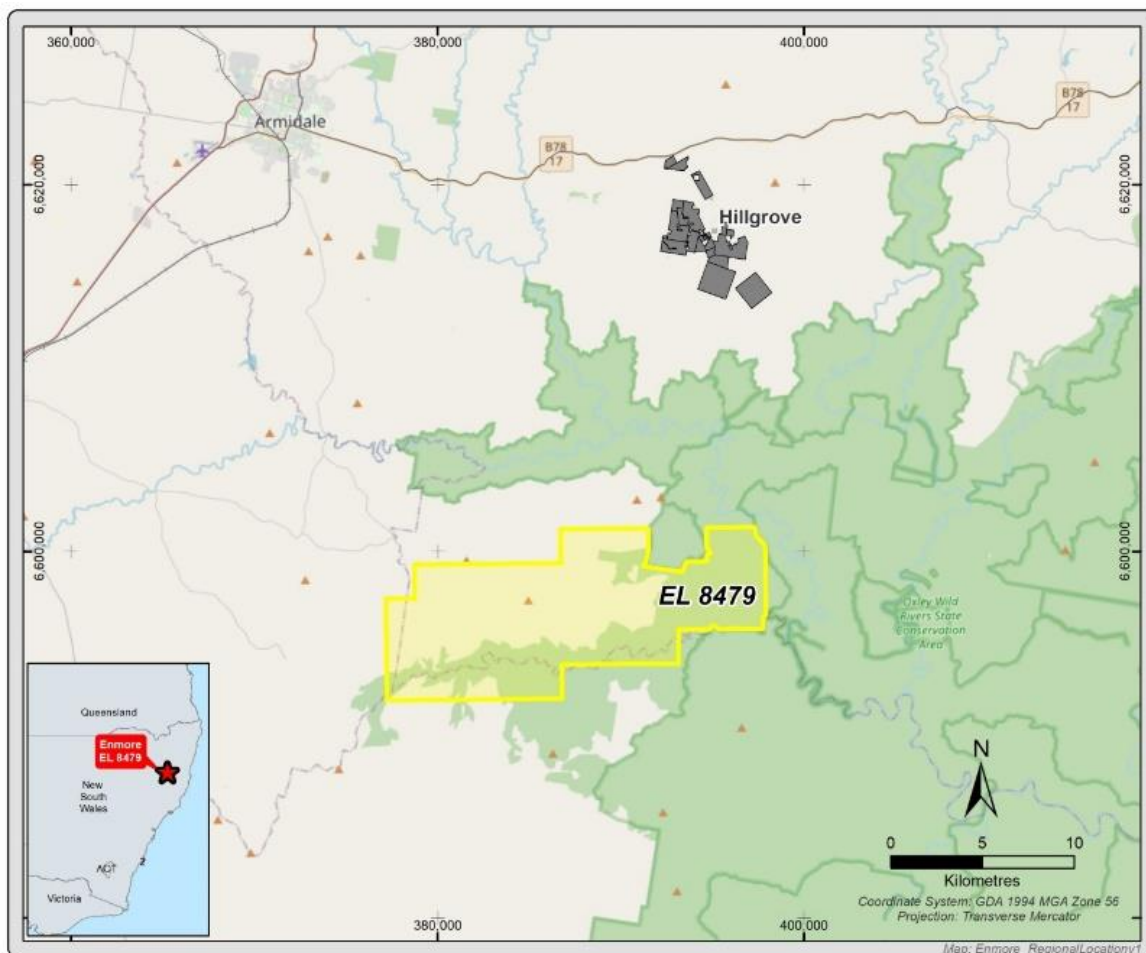 360,000
380,000
400,000
Armidale
B78
17
B78
17
6,620,000
6,620,000
Hillgrove
6,600,000
6,600,000
EL 8479
Oxley Wild
Rivers State
Conservation
Area
Queensland
Enmore
EL 8479
New
South
Wales
ACT
Victoria
N
0
5
10
Kilometres
Coordinate System: GDA 1994 MGA Zone 56
Projection: Transverse Mercator
380,000
400,000
Map: Enmore_RegionalLocationv1